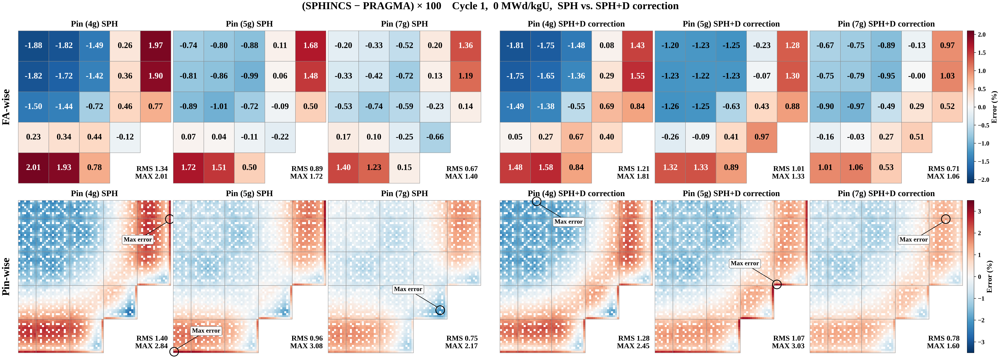 (SPHINCS − PRAGMA) × 100 Cycle 1, 0 MWd/kgU, SPH vs. SPH+D correction
FA-wise
Pin (4g) SPH
-1.88 -1.82 -1.49 0.26 1.97
-1.82 -1.72 -1.42 0.36 1.90
-1.50 -1.44 -0.72 0.46 0.77
0.23 0.34 0.44 -0.12
2.01 1.93 0.78
RMS 1.34
MAX 2.01
Pin (5g) SPH
-0.74 -0.80 -0.88 0.11 1.68
-0.81 -0.86 -0.99 0.06 1.48
-0.89 -1.01 -0.72 -0.09 0.50
0.07 0.04 -0.11 -0.22
1.72 1.51 0.50
RMS 0.89
MAX 1.72
Pin (7g) SPH
-0.20 -0.33 -0.52 0.20 1.36
-0.33 -0.42 -0.72 0.13 1.19
-0.53 -0.74 -0.59 -0.23 0.14
0.17 0.10 -0.25 -0.66
1.40 1.23 0.15
RMS 0.67
MAX 1.40
Pin (4g) SPH+D correction
-1.81 -1.75 -1.48 0.08 1.43
-1.75 -1.65 -1.36 0.29 1.55
-1.49 -1.38 -0.55 0.69 0.84
0.05 0.27 0.67 0.40
1.48 1.58 0.84
RMS 1.21
MAX 1.81
Pin (5g) SPH+D correction
-1.20 -1.23 -1.25 -0.23 1.28
-1.23 -1.22 -1.23 -0.07 1.30
-1.26 -1.25 -0.63 0.43 0.88
-0.26 -0.09 0.41 0.97
1.32 1.33 0.89
RMS 1.01
MAX 1.33
Pin (7g) SPH+D correction
-0.67 -0.75 -0.89 -0.13 0.97
-0.75 -0.79 -0.95 -0.00 1.03
-0.90 -0.97 -0.49 0.29 0.52
-0.16 -0.03 0.27 0.51
1.01 1.06 0.53
RMS 0.71
MAX 1.06
2.0
1.5
1.0
0.5
0.0
−0.5
−1.0
−1.5
−2.0
Error (%)
Pin-wise
Pin (4g) SPH
Max error
RMS 1.40
MAX 2.84
Pin (5g) SPH
Max error
RMS 0.96
MAX 3.08
Pin (7g) SPH
Max error
RMS 0.75
MAX 2.17
Pin (4g) SPH+D correction
Max error
RMS 1.28
MAX 2.45
Pin (5g) SPH+D correction
Max error
RMS 1.07
MAX 3.03
Pin (7g) SPH+D correction
Max error
RMS 0.78
MAX 1.60
3
2
1
0
−1
−2
−3
Error (%)